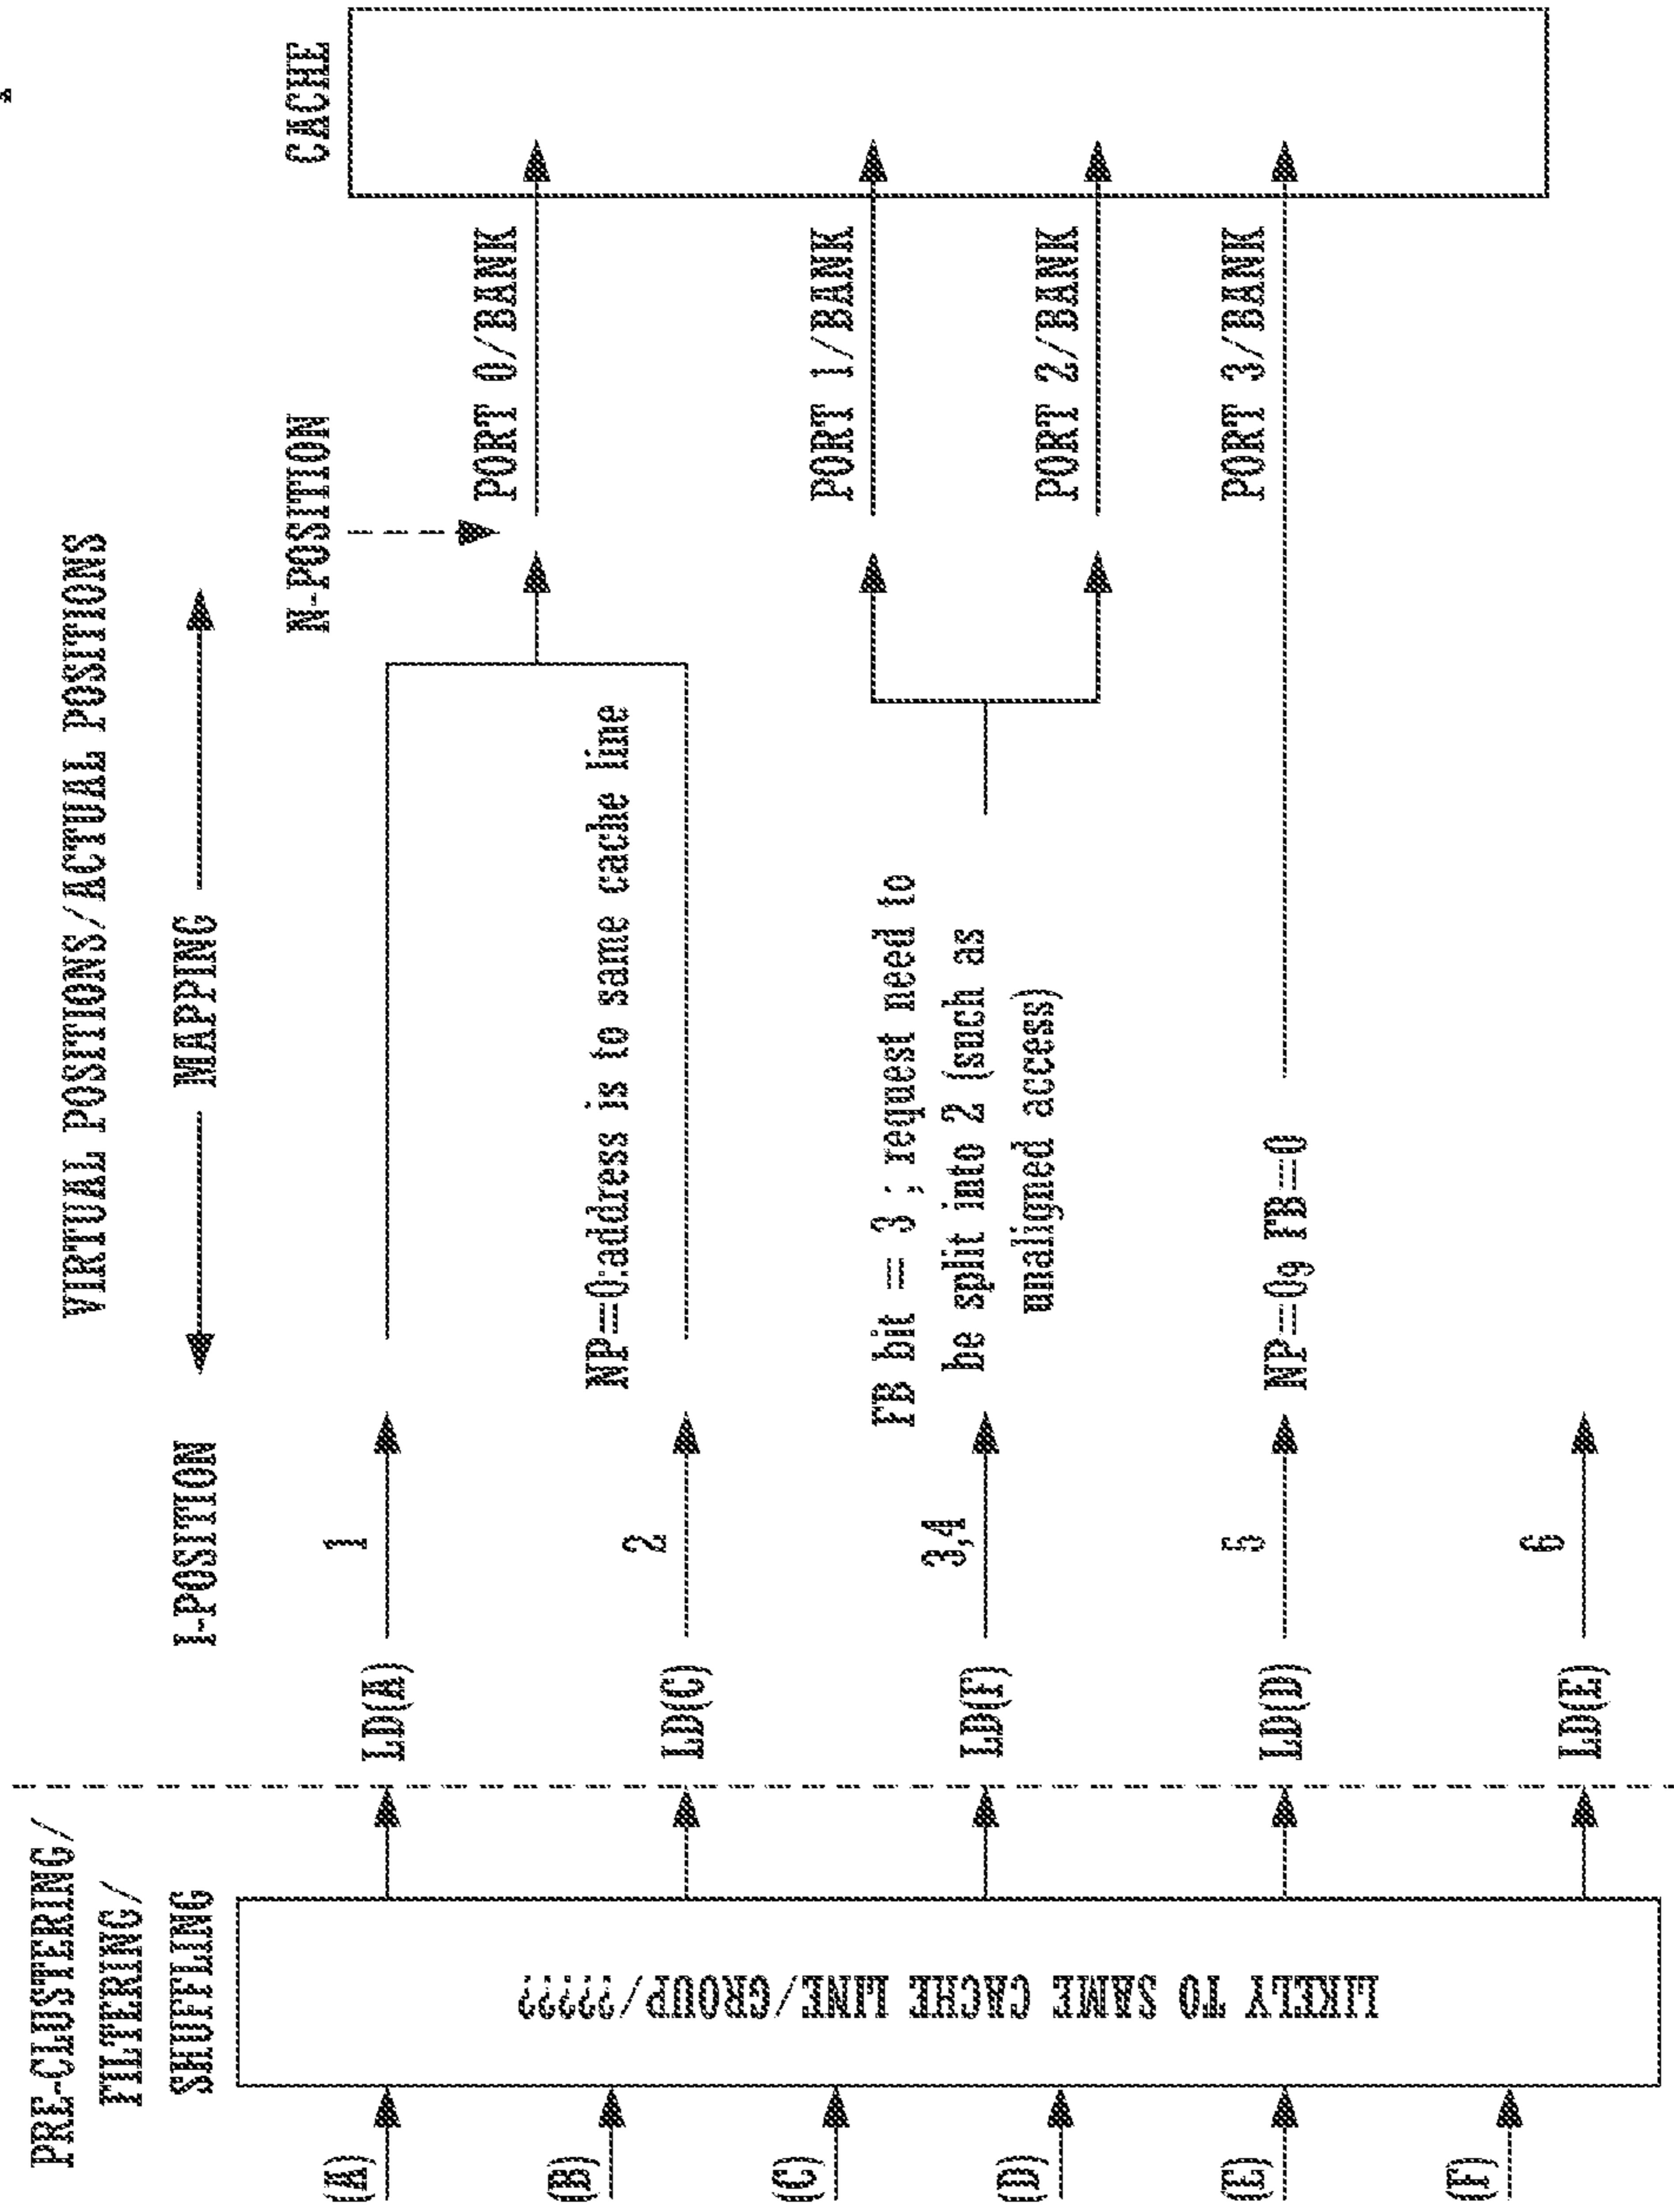 VIRTUAL POSITIONS/ACTUAL POSITIONS
PRE-CLUSTERING/
FILTERING/
SHUFFLING
I-POSITION
MAPPING
N-POSITION
CACHE
(A)
(B)
(C)
(D)
(E)
(F)
LIKELY TO SAME CACHE LINE/GROUP/?????
LD(A)
1
PORT 0/BANK
NP=0:address is to same cache line
LD(C)
2
LD(F)
3,4
FB bit = 3 ; request need to
be split into 2 (such as
unaligned access)
PORT 1/BANK
PORT 2/BANK
LD(D)
5
NP=0, FB=0
PORT 3/BANK
LD(E)
6